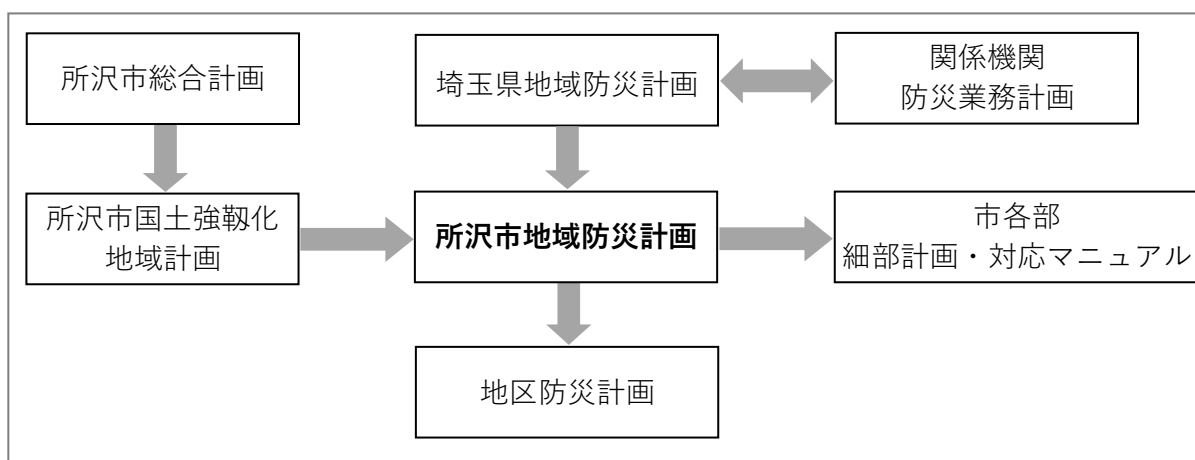 所沢市総合計画
埼玉県地域防災計画
関係機関
防災業務計画
所沢市国土強靱化
地域計画
所沢市地域防災計画
市各部
細部計画・対応マニュアル
地区防災計画